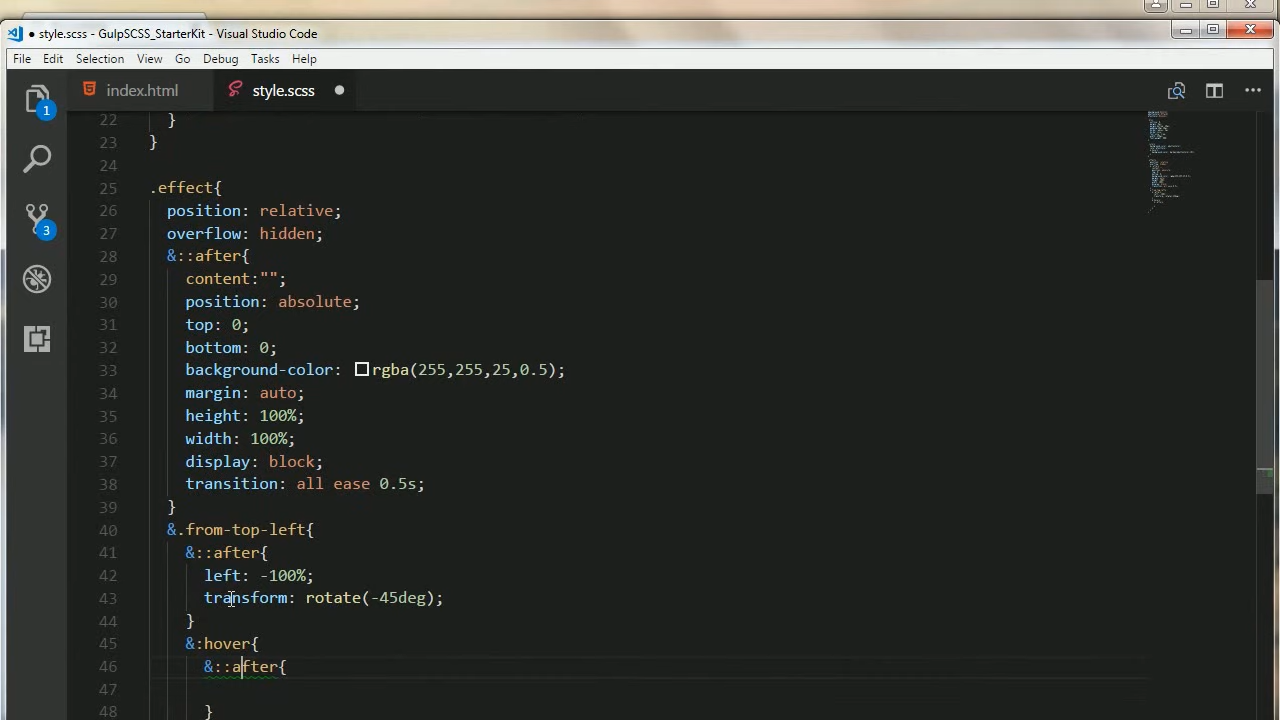 style.scss - GulpSCSS_StarterKit - Visual Studio Code
File Edit Selection View Go Debug Tasks Help
index.html style.scss
1
3
22 }
23 }
24
25 .effect{
26 position: relative;
27 overflow: hidden;
28 &::after{
29 content:"";
30 position: absolute;
31 top: 0;
32 bottom: 0;
33 background-color: rgba(255,255,25,0.5);
34 margin: auto;
35 height: 100%;
36 width: 100%;
37 display: block;
38 transition: all ease 0.5s;
39 }
40 &.from-top-left{
41 &::after{
42 left: -100%;
43 transform: rotate(-45deg);
44 }
45 &:hover{
46 &::after{
47
48 }